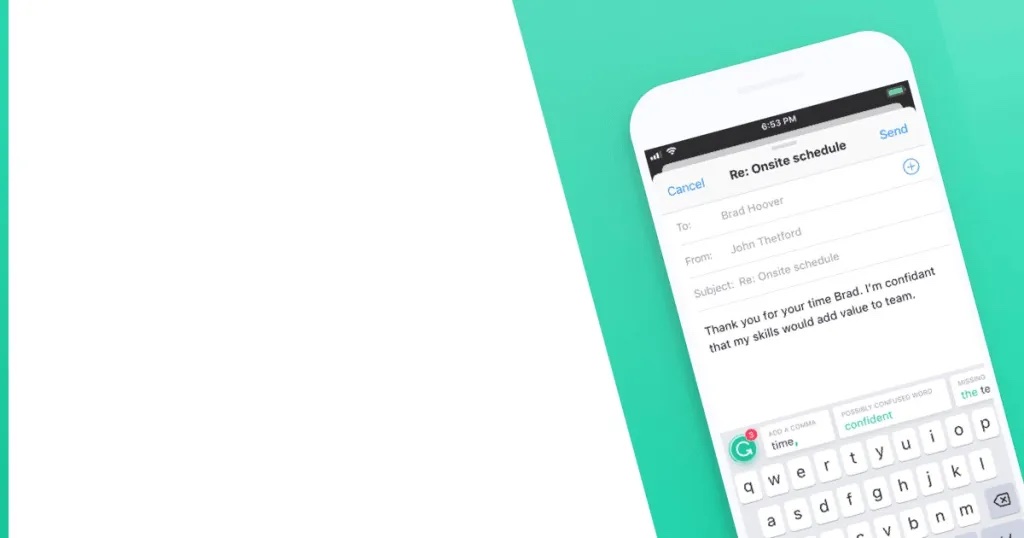 6:53 PM
Cancel Re: Onsite schedule Send
To: Brad Hoover
From: John Thetford
Subject: Re: Onsite schedule
Thank you for your time Brad. I'm confidant
that my skills would add value to team.
3
ADD A COMMA
time,
POSSIBLY CONFUSED WORD
confident
MISSING
the te
q w e r t y u i o p
a s d f g h j k l
c v b n m